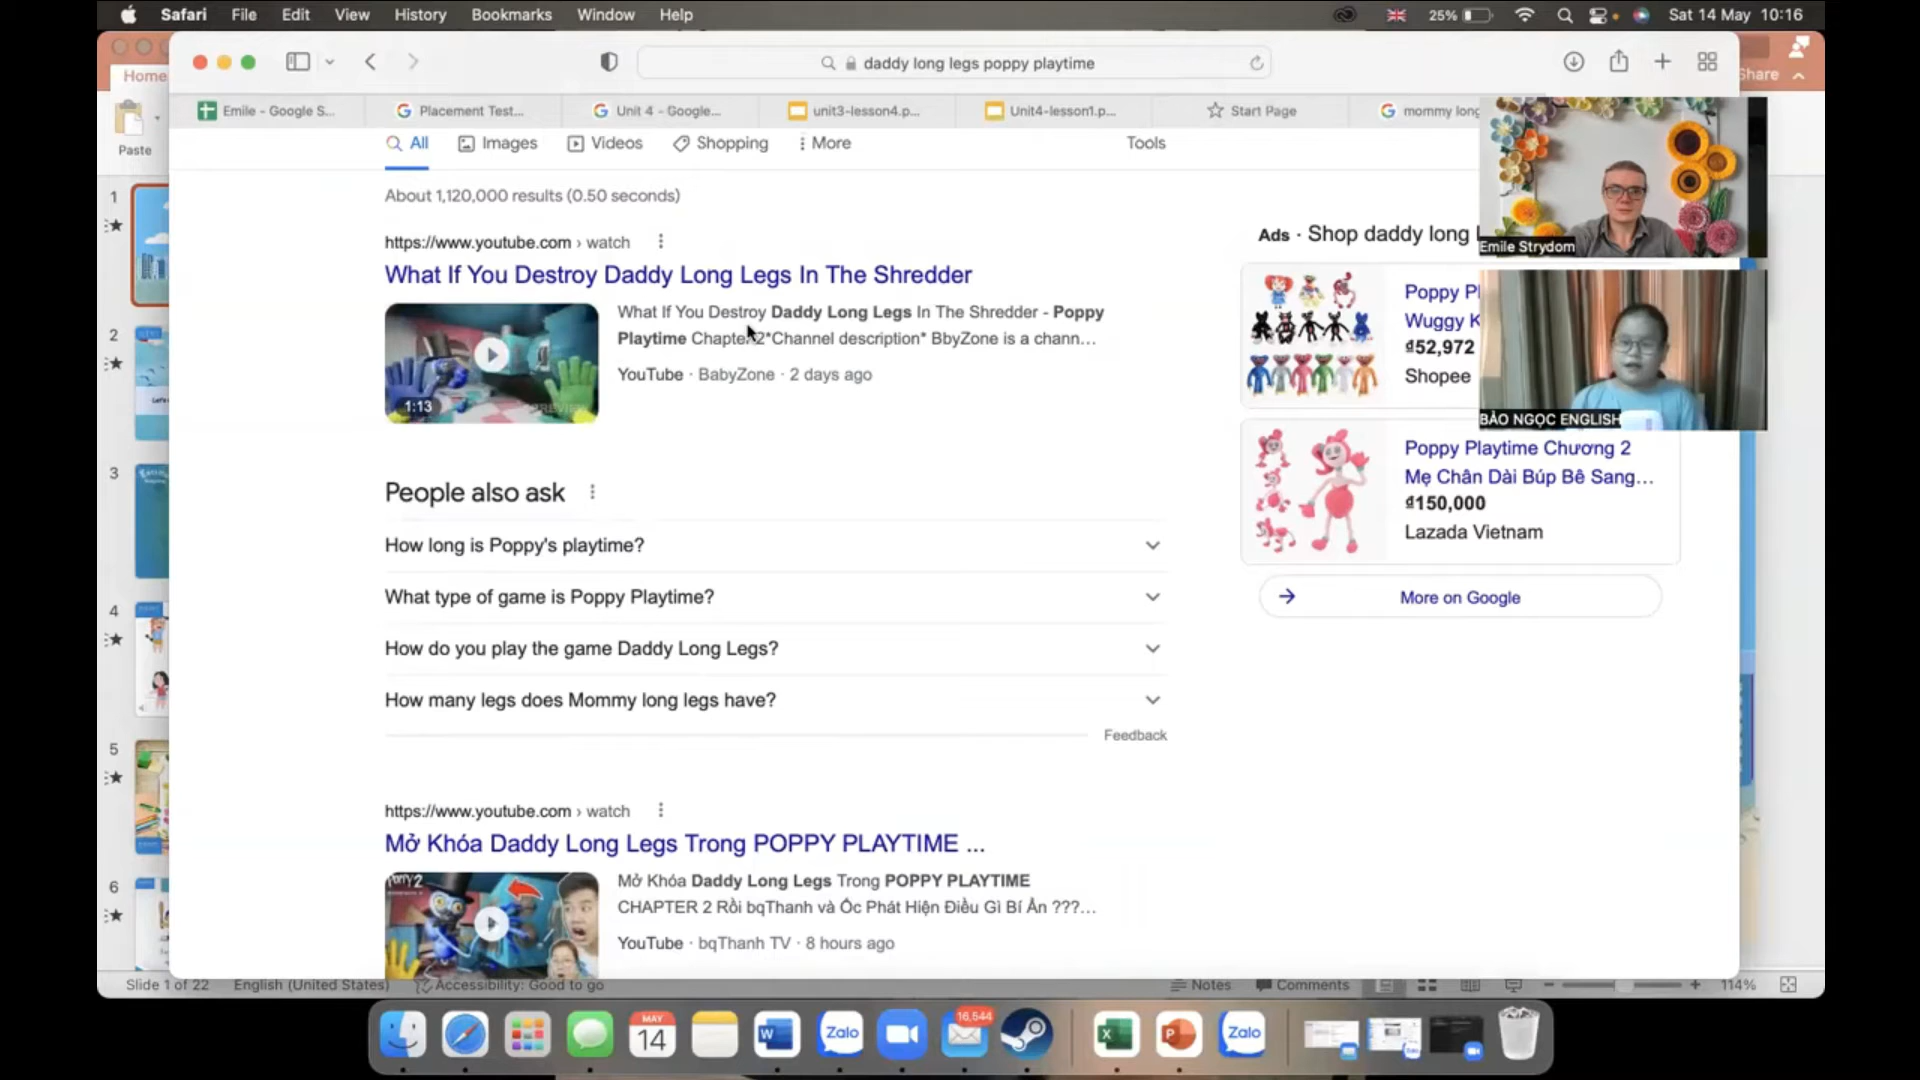 Safari File Edit View History Bookmarks Window Help
25% Sat 14 May 10:16
Home
Share
daddy long legs poppy playtime
Paste
Emile - Google S...
Placement Test...
Unit 4 - Google...
unit3-lesson4.p...
Unit4-lesson1.p...
Start Page
mommy long
All Images Videos Shopping More Tools
About 1,120,000 results (0.50 seconds)
https://www.youtube.com › watch
What If You Destroy Daddy Long Legs In The Shredder
What If You Destroy Daddy Long Legs In The Shredder - Poppy
Playtime Chapter 2*Channel description* BbyZone is a chann...
YouTube · BabyZone · 2 days ago
1:13
People also ask
How long is Poppy's playtime?
What type of game is Poppy Playtime?
How do you play the game Daddy Long Legs?
How many legs does Mommy long legs have?
Feedback
https://www.youtube.com › watch
Mở Khóa Daddy Long Legs Trong POPPY PLAYTIME ...
Mở Khóa Daddy Long Legs Trong POPPY PLAYTIME
CHAPTER 2 Rồi bqThanh và Ốc Phát Hiện Điều Gì Bí Ẩn ???...
YouTube · bqThanh TV · 8 hours ago
Ads · Shop daddy long
Poppy Pl
Wuggy K
₫52,972
Shopee
Poppy Playtime Chương 2
Mẹ Chân Dài Búp Bê Sang...
₫150,000
Lazada Vietnam
More on Google
Emile Strydom
BẢO NGỌC ENGLISH
1
2
3
4
5
6
Slide 1 of 22 English (United States) Accessibility: Good to go
Notes Comments 114%
MAY
14
W
Zalo
16,544
X
P
Zalo